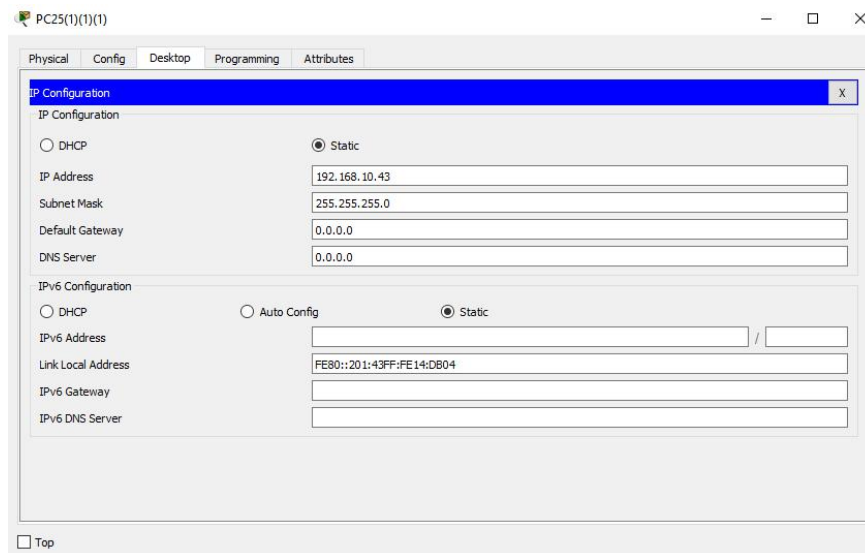 PC25(1)(1)(1)
Physical Config Desktop Programming Attributes
IP Configuration X
IP Configuration
DHCP Static
IP Address 192.168.10.43
Subnet Mask 255.255.255.0
Default Gateway 0.0.0.0
DNS Server 0.0.0.0
IPv6 Configuration
DHCP Auto Config Static
IPv6 Address /
Link Local Address FE80::201:43FF:FE14:DB04
IPv6 Gateway
IPv6 DNS Server
Top